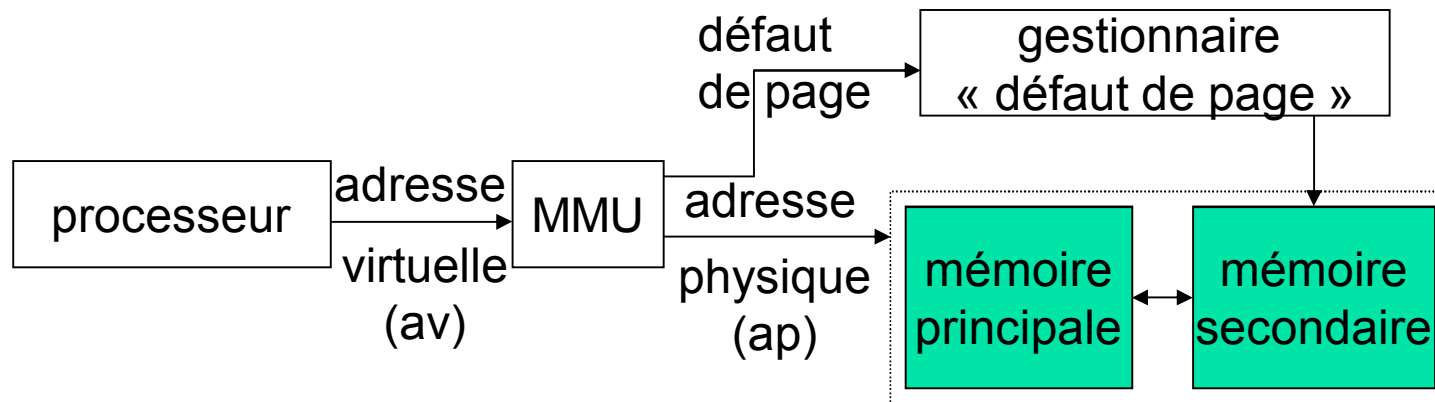 défaut
de page
gestionnaire
« défaut de page »
processeur
adresse
virtuelle
(av)
MMU
adresse
physique
(ap)
mémoire
principale
mémoire
secondaire